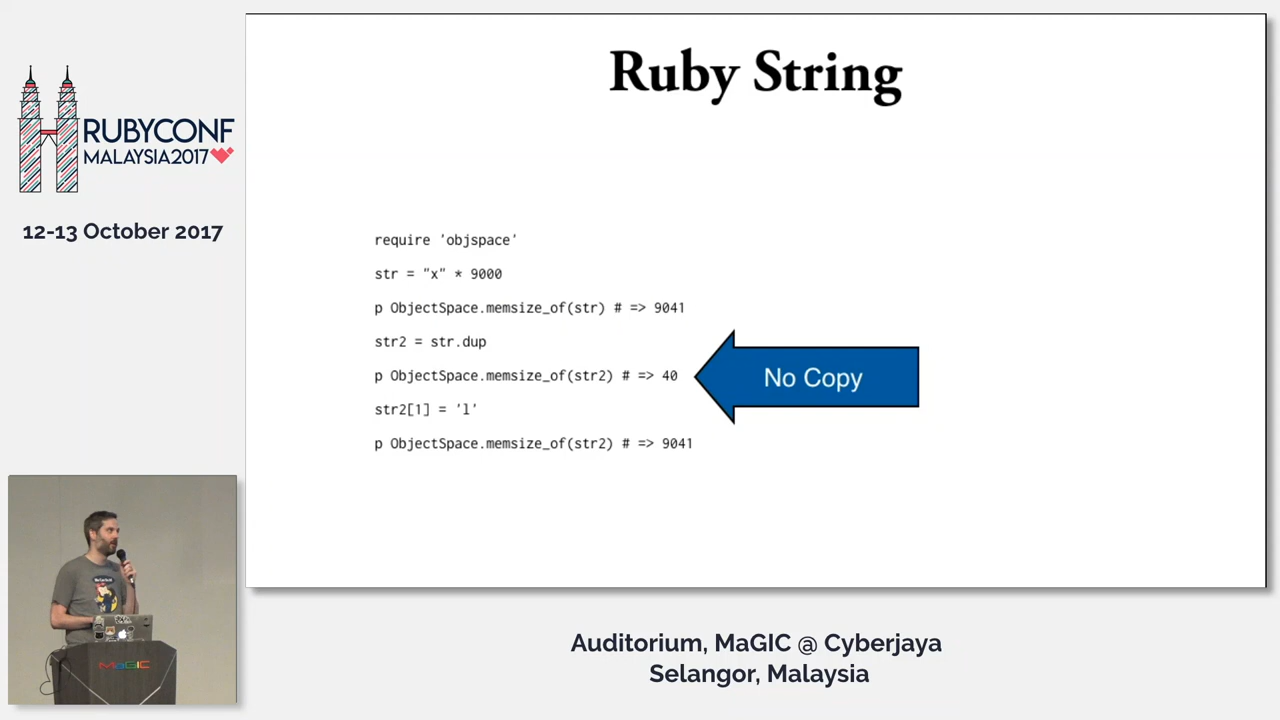 RUBYCONF
MALAYSIA2017
12-13 October 2017
Ruby String
require 'objspace'
str = "x" * 9000
p ObjectSpace.memsize_of(str) # => 9041
str2 = str.dup
p ObjectSpace.memsize_of(str2) # => 40
No Copy
str2[1] = 'l'
p ObjectSpace.memsize_of(str2) # => 9041
MaGIC
Auditorium, MaGIC @ Cyberjaya
Selangor, Malaysia